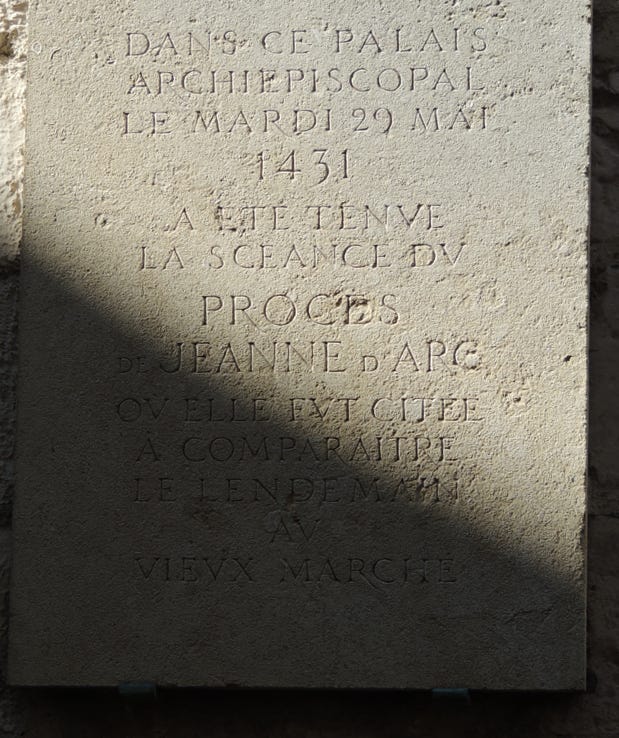 DANS CE PALAIS
ARCHIEPISCOPAL
LE MARDI 29 MAI
1431
A ETE TENVE
LA SCEANCE DV
PROCES
DE JEANNE D ARC
OV ELLE FVT CITEE
À COMPARAITRE
LE LENDEMAIN
AV
VIEVX MARCHE